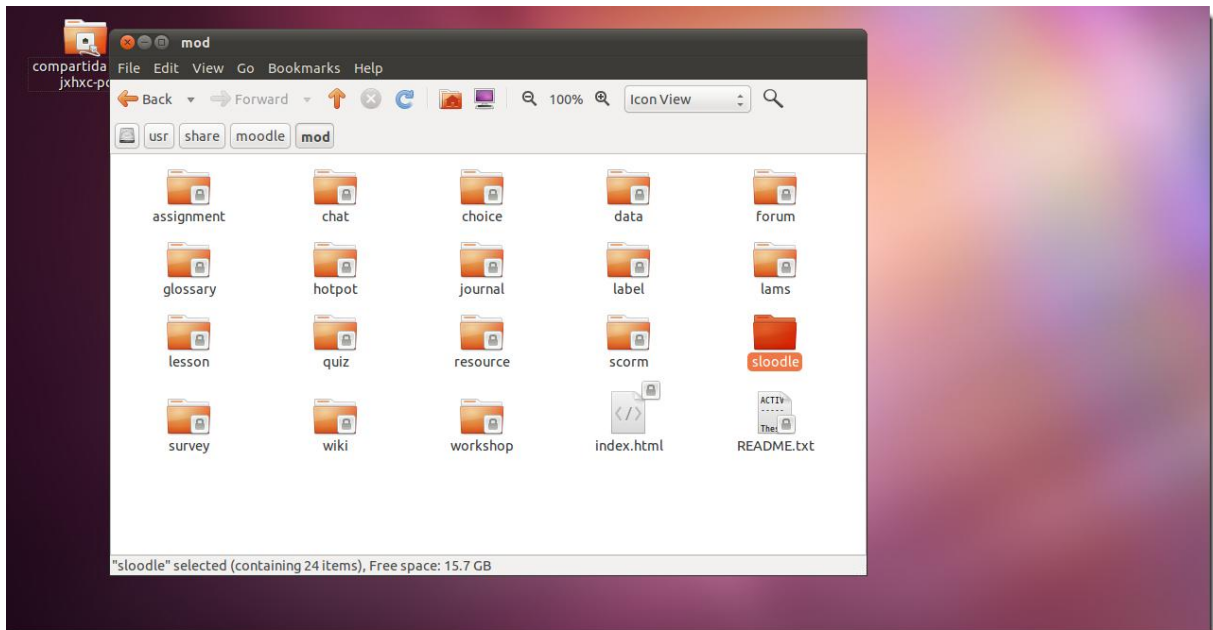 mod
compartida
jxhxc-pc
File Edit View Go Bookmarks Help
Back Forward 100% Icon View
usr share moodle mod
assignment chat choice data forum
glossary hotpot journal label lams
lesson quiz resource scorm sloodle
ACTIV
survey wiki workshop index.html README.txt
"sloodle" selected (containing 24 items), Free space: 15.7 GB